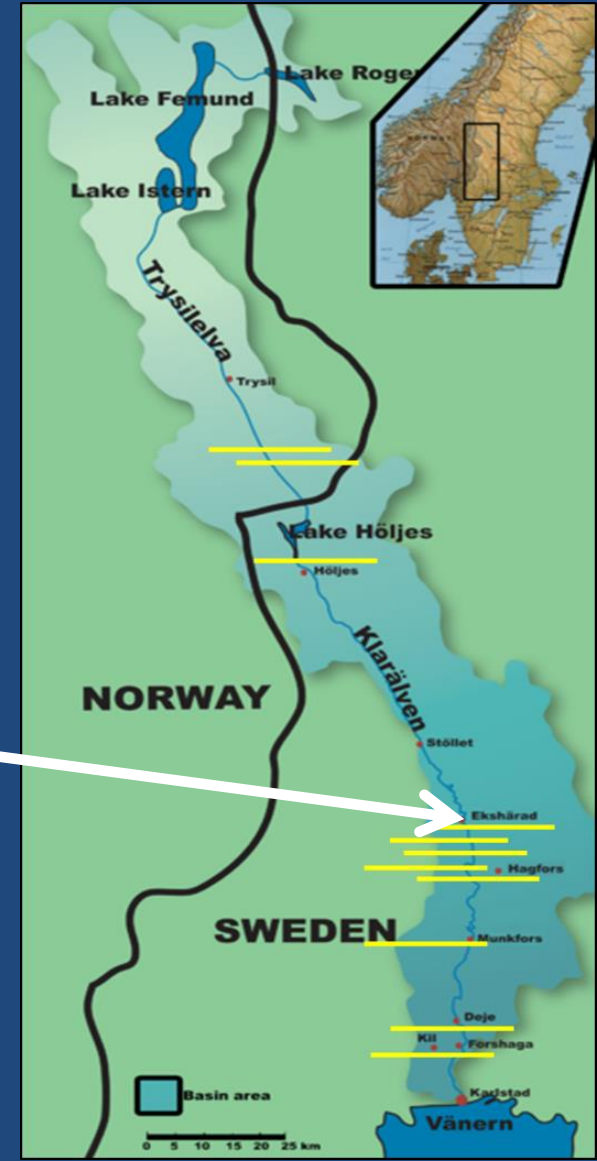 Lake Roger
Lake Femund
Lake Istern
NORWAY
Trysilelva
Trysil
Lake Höljes
Höljes
Klarälven
NORWAY
Stöllet
Ekshärad
Hagfors
SWEDEN
Munkfors
Deje
Kil
Forshaga
Karlstad
Basin area
Vänern
0 5 10 15 20 25 km